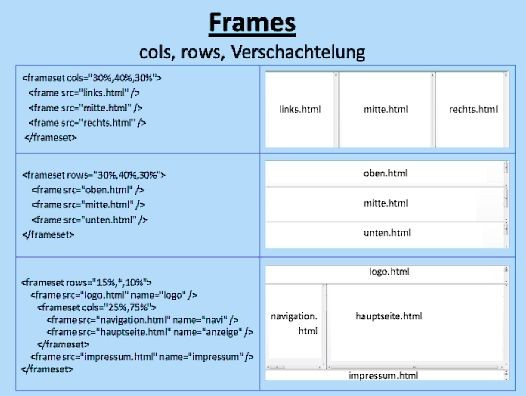 Frames
cols, rows, Verschachtelung
<frameset cols="30%,40%,30%">
<frame src="links.html" />
<frame src="mitte.html" />
<frame src="rechts.html" />
</frameset>
links.html
mitte.html
rechts.html
<frameset rows="30%,40%,30%">
<frame src="oben.html" />
<frame src="mitte.html" />
<frame src="unten.html" />
</frameset>
oben.html
mitte.html
unten.html
<frameset rows="15%,*,10%">
<frame src="logo.html" name="logo" />
<frameset cols="25%,75%">
<frame src="navigation.html" name="navi" />
<frame src="hauptseite.html" name="anzeige" />
</frameset>
<frame src="impressum.html" name="impressum" />
</frameset>
logo.html
navigation.
html
hauptseite.html
impressum.html